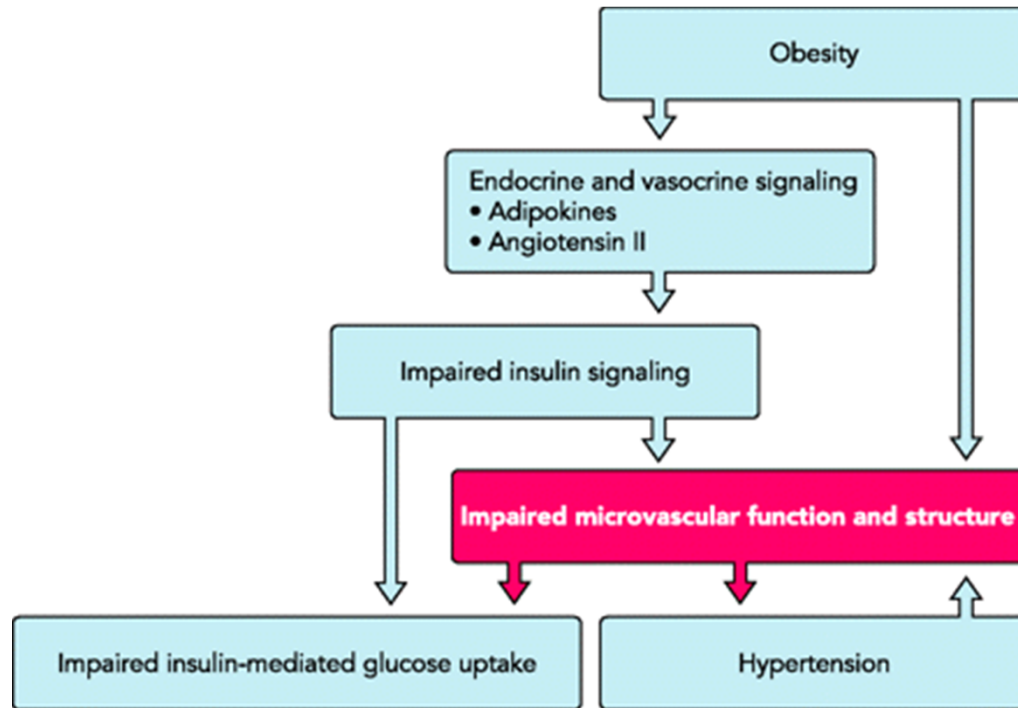 Obesity
Endocrine and vasocrine signaling
• Adipokines
• Angiotensin II
Impaired insulin signaling
Impaired microvascular function and structure
Impaired insulin-mediated glucose uptake
Hypertension